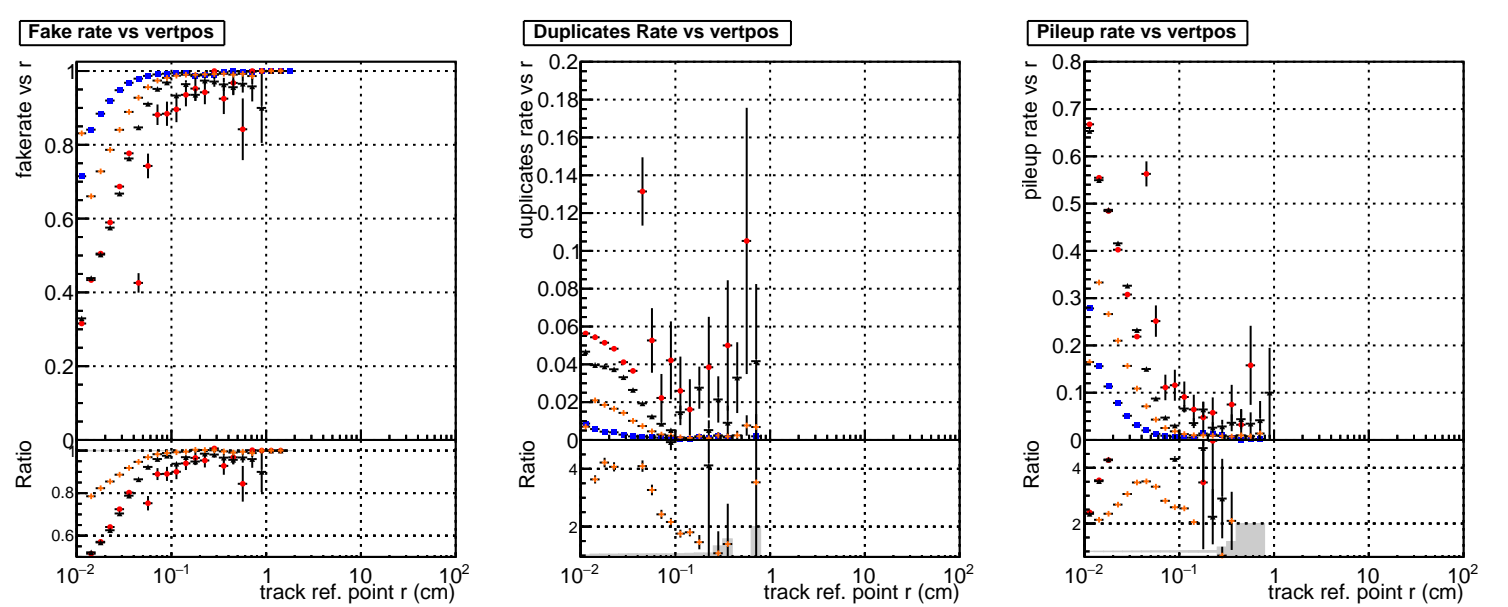 Fake rate vs vertpos
fakerate vs r
1
0.8
0.6
0.4
0.2
0
Ratio
1
0.8
0.6
10⁻² 10⁻¹ 1 10 10²
track ref. point r (cm)
Duplicates Rate vs vertpos
duplicates rate vs r
0.2
0.18
0.16
0.14
0.12
0.1
0.08
0.06
0.04
0.02
0
Ratio
4
2
10⁻² 10⁻¹ 1 10 10²
track ref. point r (cm)
Pileup rate vs vertpos
pileup rate vs r
0.8
0.7
0.6
0.5
0.4
0.3
0.2
0.1
0
Ratio
4
2
10⁻² 10⁻¹ 1 10 10²
track ref. point r (cm)